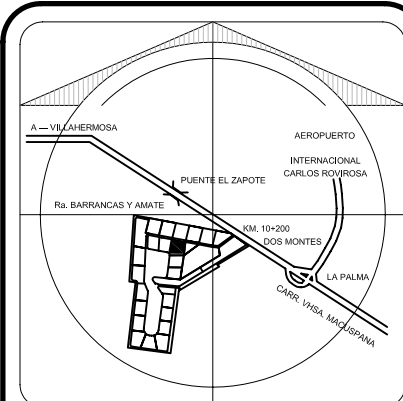 A — VILLAHERMOSA
AEROPUERTO
INTERNACIONAL
CARLOS ROVIROSA
PUENTE EL ZAPOTE
Ra. BARRANCAS Y AMATE
KM. 10+200
DOS MONTES
LA PALMA
CARR. VHSA. MACUSPANA